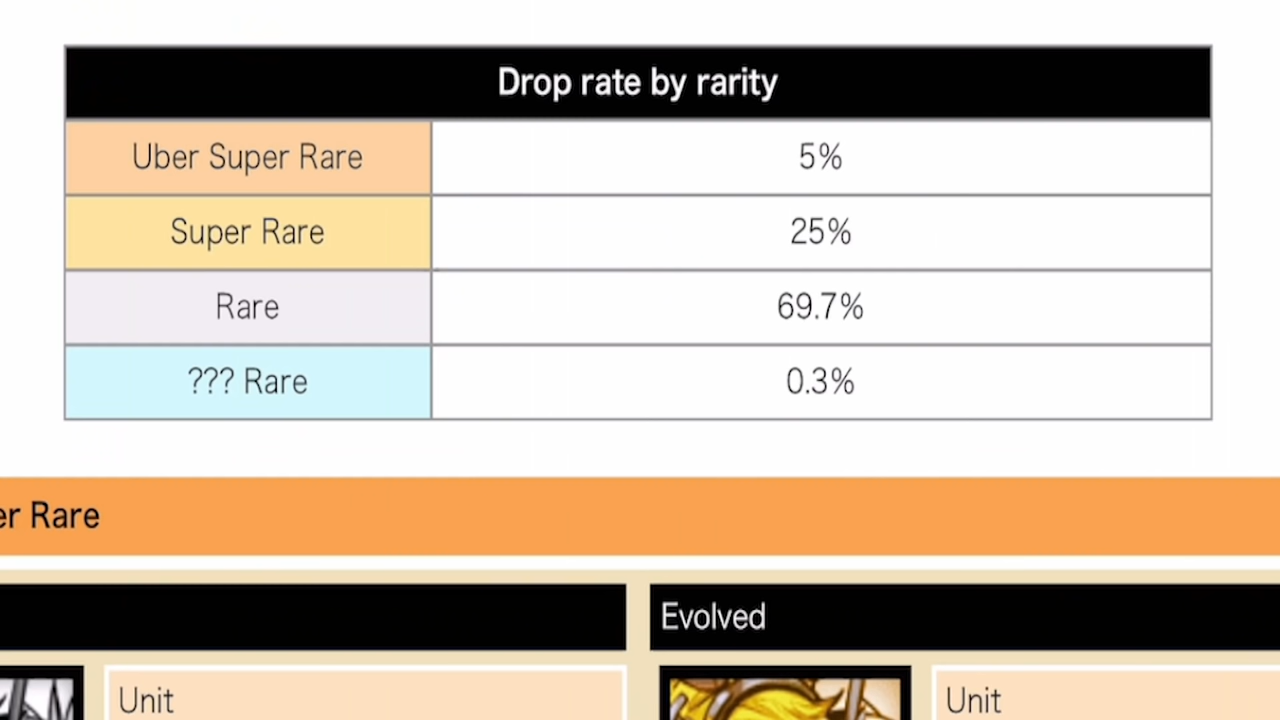 Drop rate by rarity
Uber Super Rare 5%
Super Rare 25%
Rare 69.7%
??? Rare 0.3%
Rare
Evolved
Unit Unit